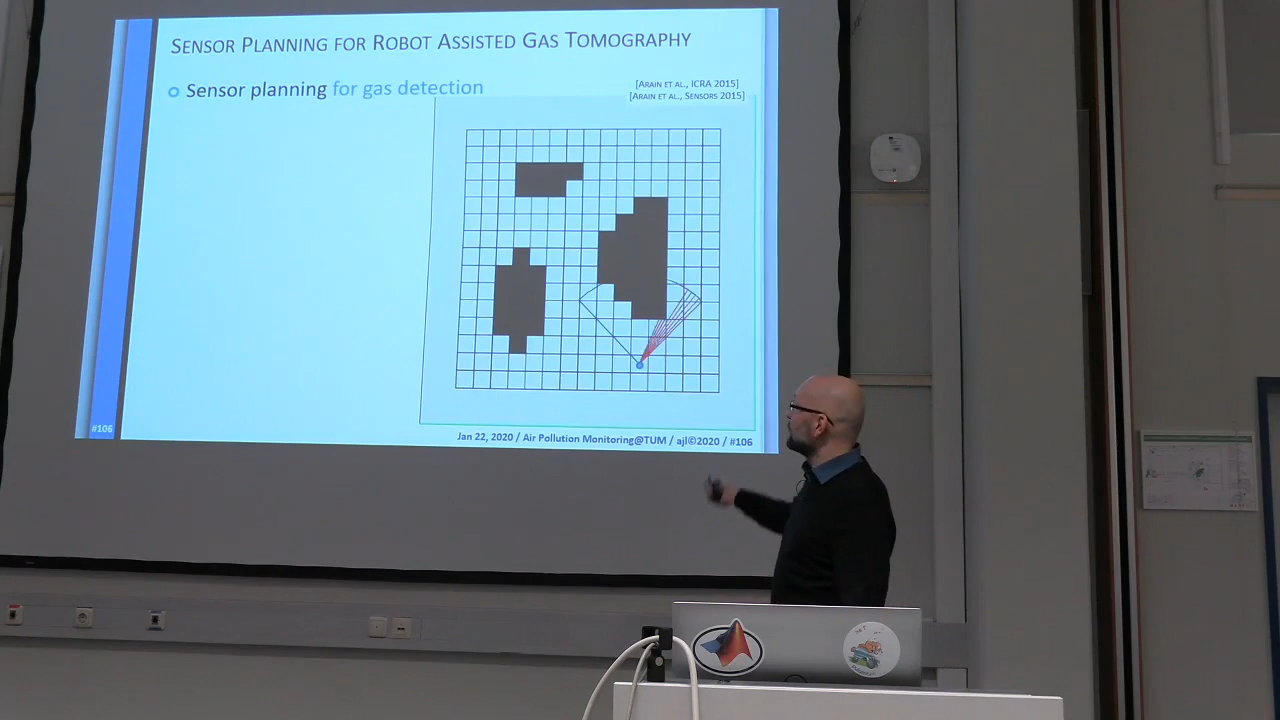 SENSOR PLANNING FOR ROBOT ASSISTED GAS TOMOGRAPHY
Sensor planning for gas detection
[ARAIN ET AL., ICRA 2015]
[ARAIN ET AL., SENSORS 2015]
#106
Jan 22, 2020 / Air Pollution Monitoring@TUM / ajl©2020 / #106